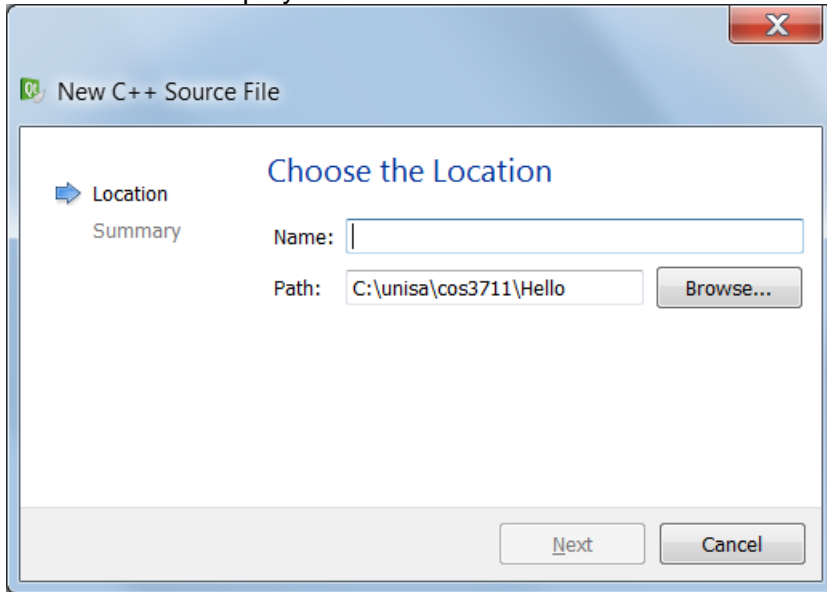 New C++ Source File
Choose the Location
Location
Summary
Name:
Path: C:\unisa\cos3711\Hello Browse...
Next Cancel